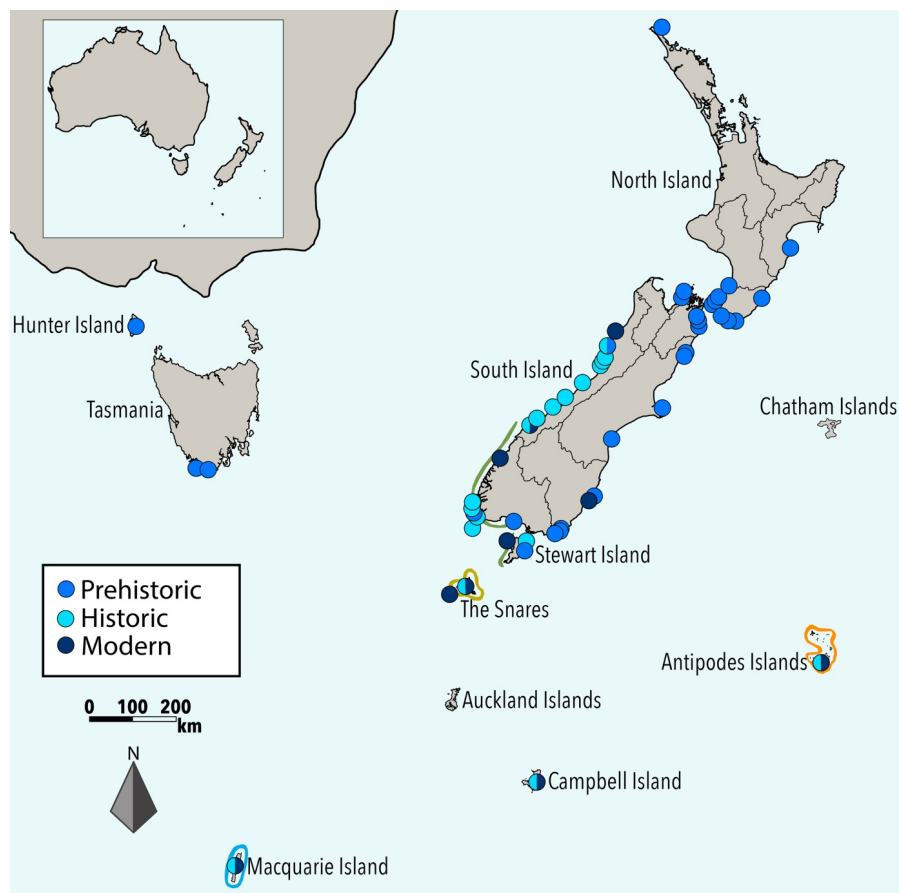 North Island
Hunter Island
South Island
Tasmania
Chatham Islands
Stewart Island
Prehistoric
Historic
Modern
The Snares
Antipodes Islands
0 100 200
km
Auckland Islands
N
Campbell Island
Macquarie Island